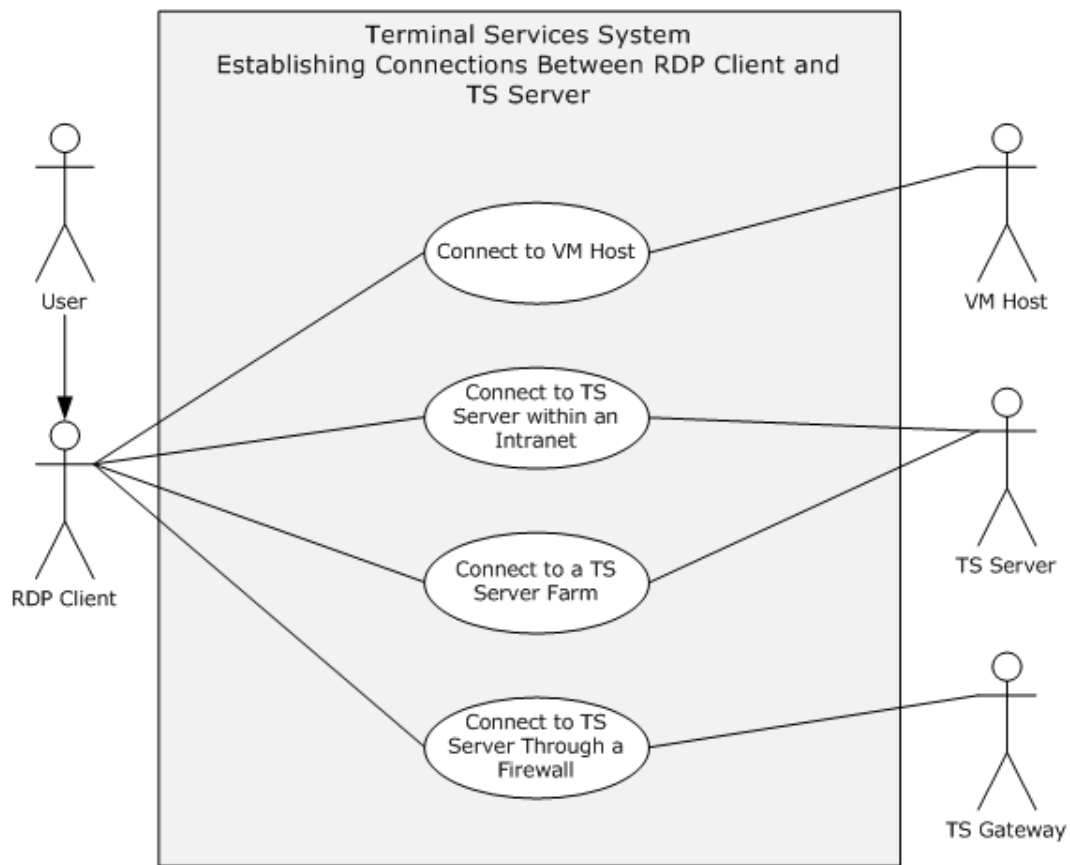 Terminal Services System
Establishing Connections Between RDP Client and
TS Server
User
Connect to VM Host
VM Host
Connect to TS
Server within an
Intranet
RDP Client
Connect to a TS
Server Farm
TS Server
Connect to TS
Server Through a
Firewall
TS Gateway